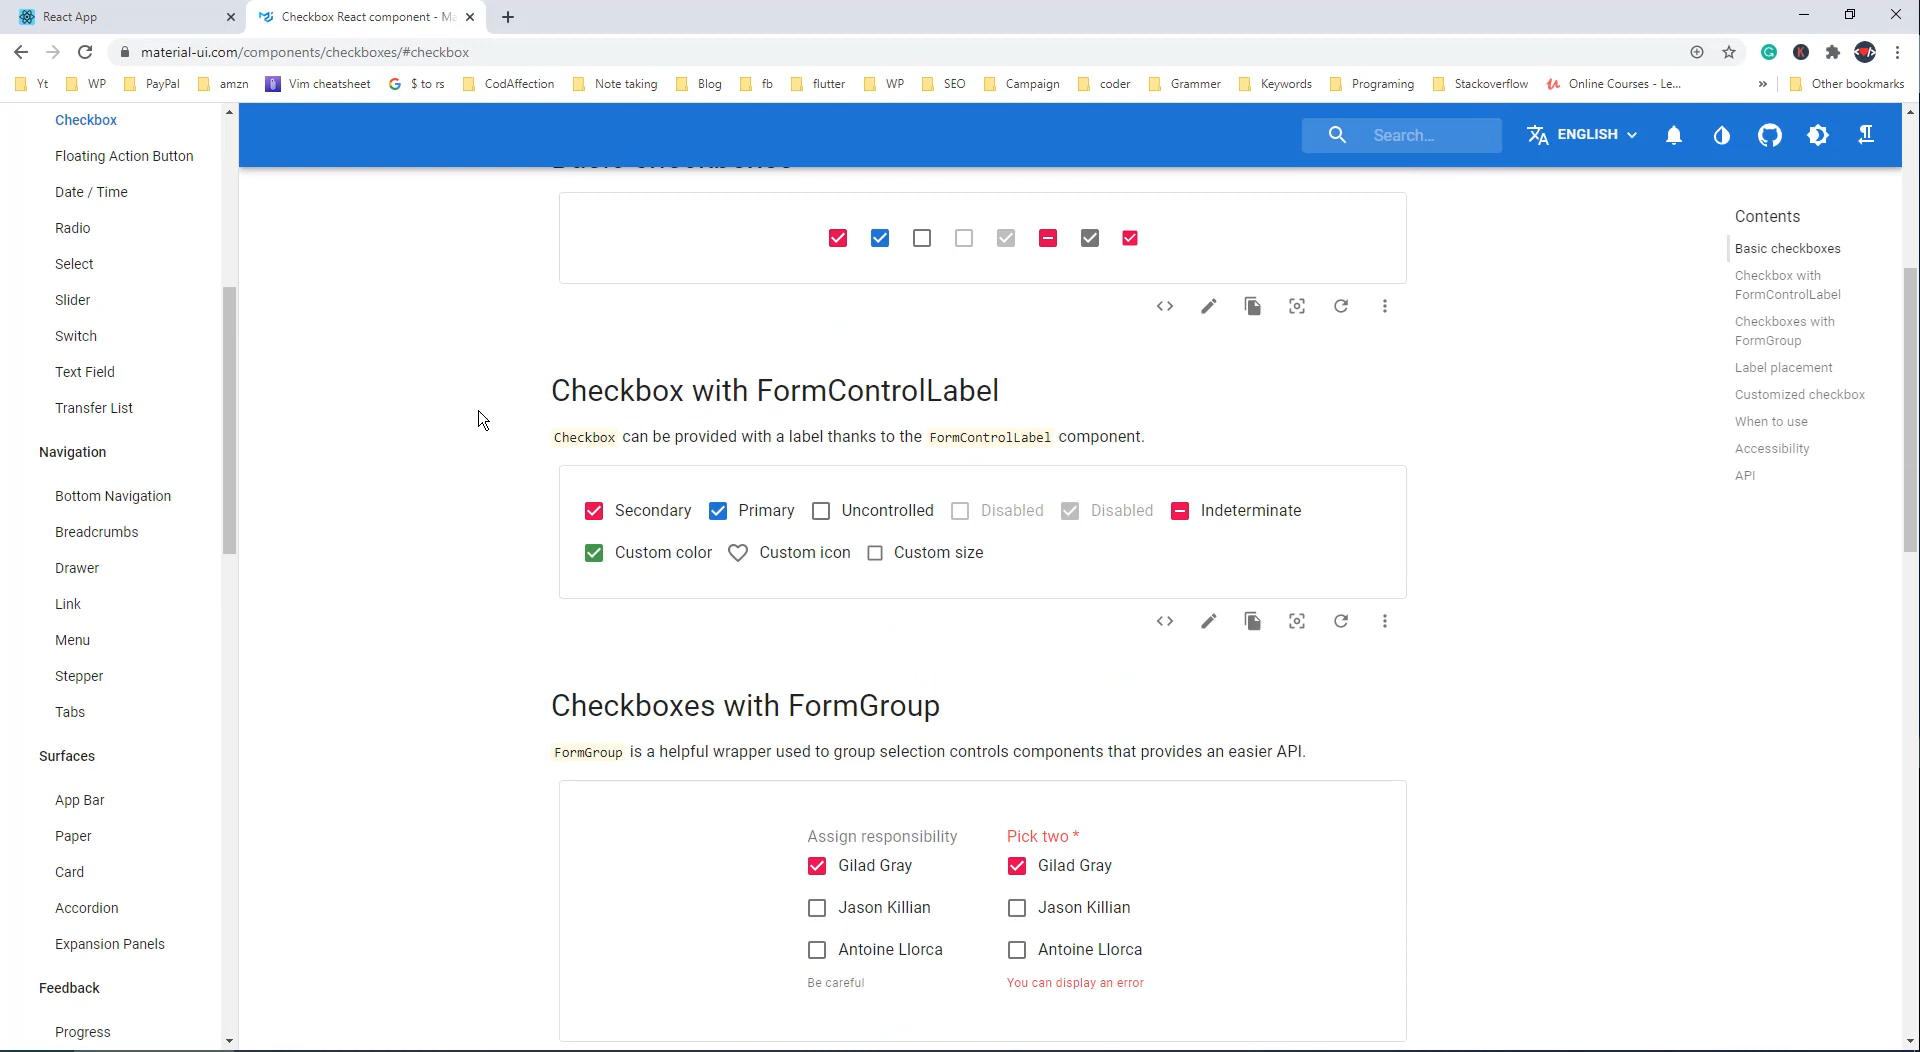 React App
Checkbox React component - Ma
material-ui.com/components/checkboxes/#checkbox
Yt
WP
PayPal
amzn
Vim cheatsheet
$ to rs
CodAffection
Note taking
Blog
fb
flutter
WP
SEO
Campaign
coder
Grammer
Keywords
Programing
Stackoverflow
Online Courses - Le...
Other bookmarks
Search...
ENGLISH
Checkbox
Floating Action Button
Date / Time
Radio
Select
Slider
Switch
Text Field
Transfer List
Navigation
Bottom Navigation
Breadcrumbs
Drawer
Link
Menu
Stepper
Tabs
Surfaces
App Bar
Paper
Card
Accordion
Expansion Panels
Feedback
Progress
Checkbox with FormControlLabel
Checkbox can be provided with a label thanks to the FormControlLabel component.
Secondary Primary Uncontrolled Disabled Disabled Indeterminate
Custom color Custom icon Custom size
Checkboxes with FormGroup
FormGroup is a helpful wrapper used to group selection controls components that provides an easier API.
Assign responsibility
Gilad Gray
Jason Killian
Antoine Llorca
Be careful
Pick two *
Gilad Gray
Jason Killian
Antoine Llorca
You can display an error
Contents
Basic checkboxes
Checkbox with
FormControlLabel
Checkboxes with
FormGroup
Label placement
Customized checkbox
When to use
Accessibility
API